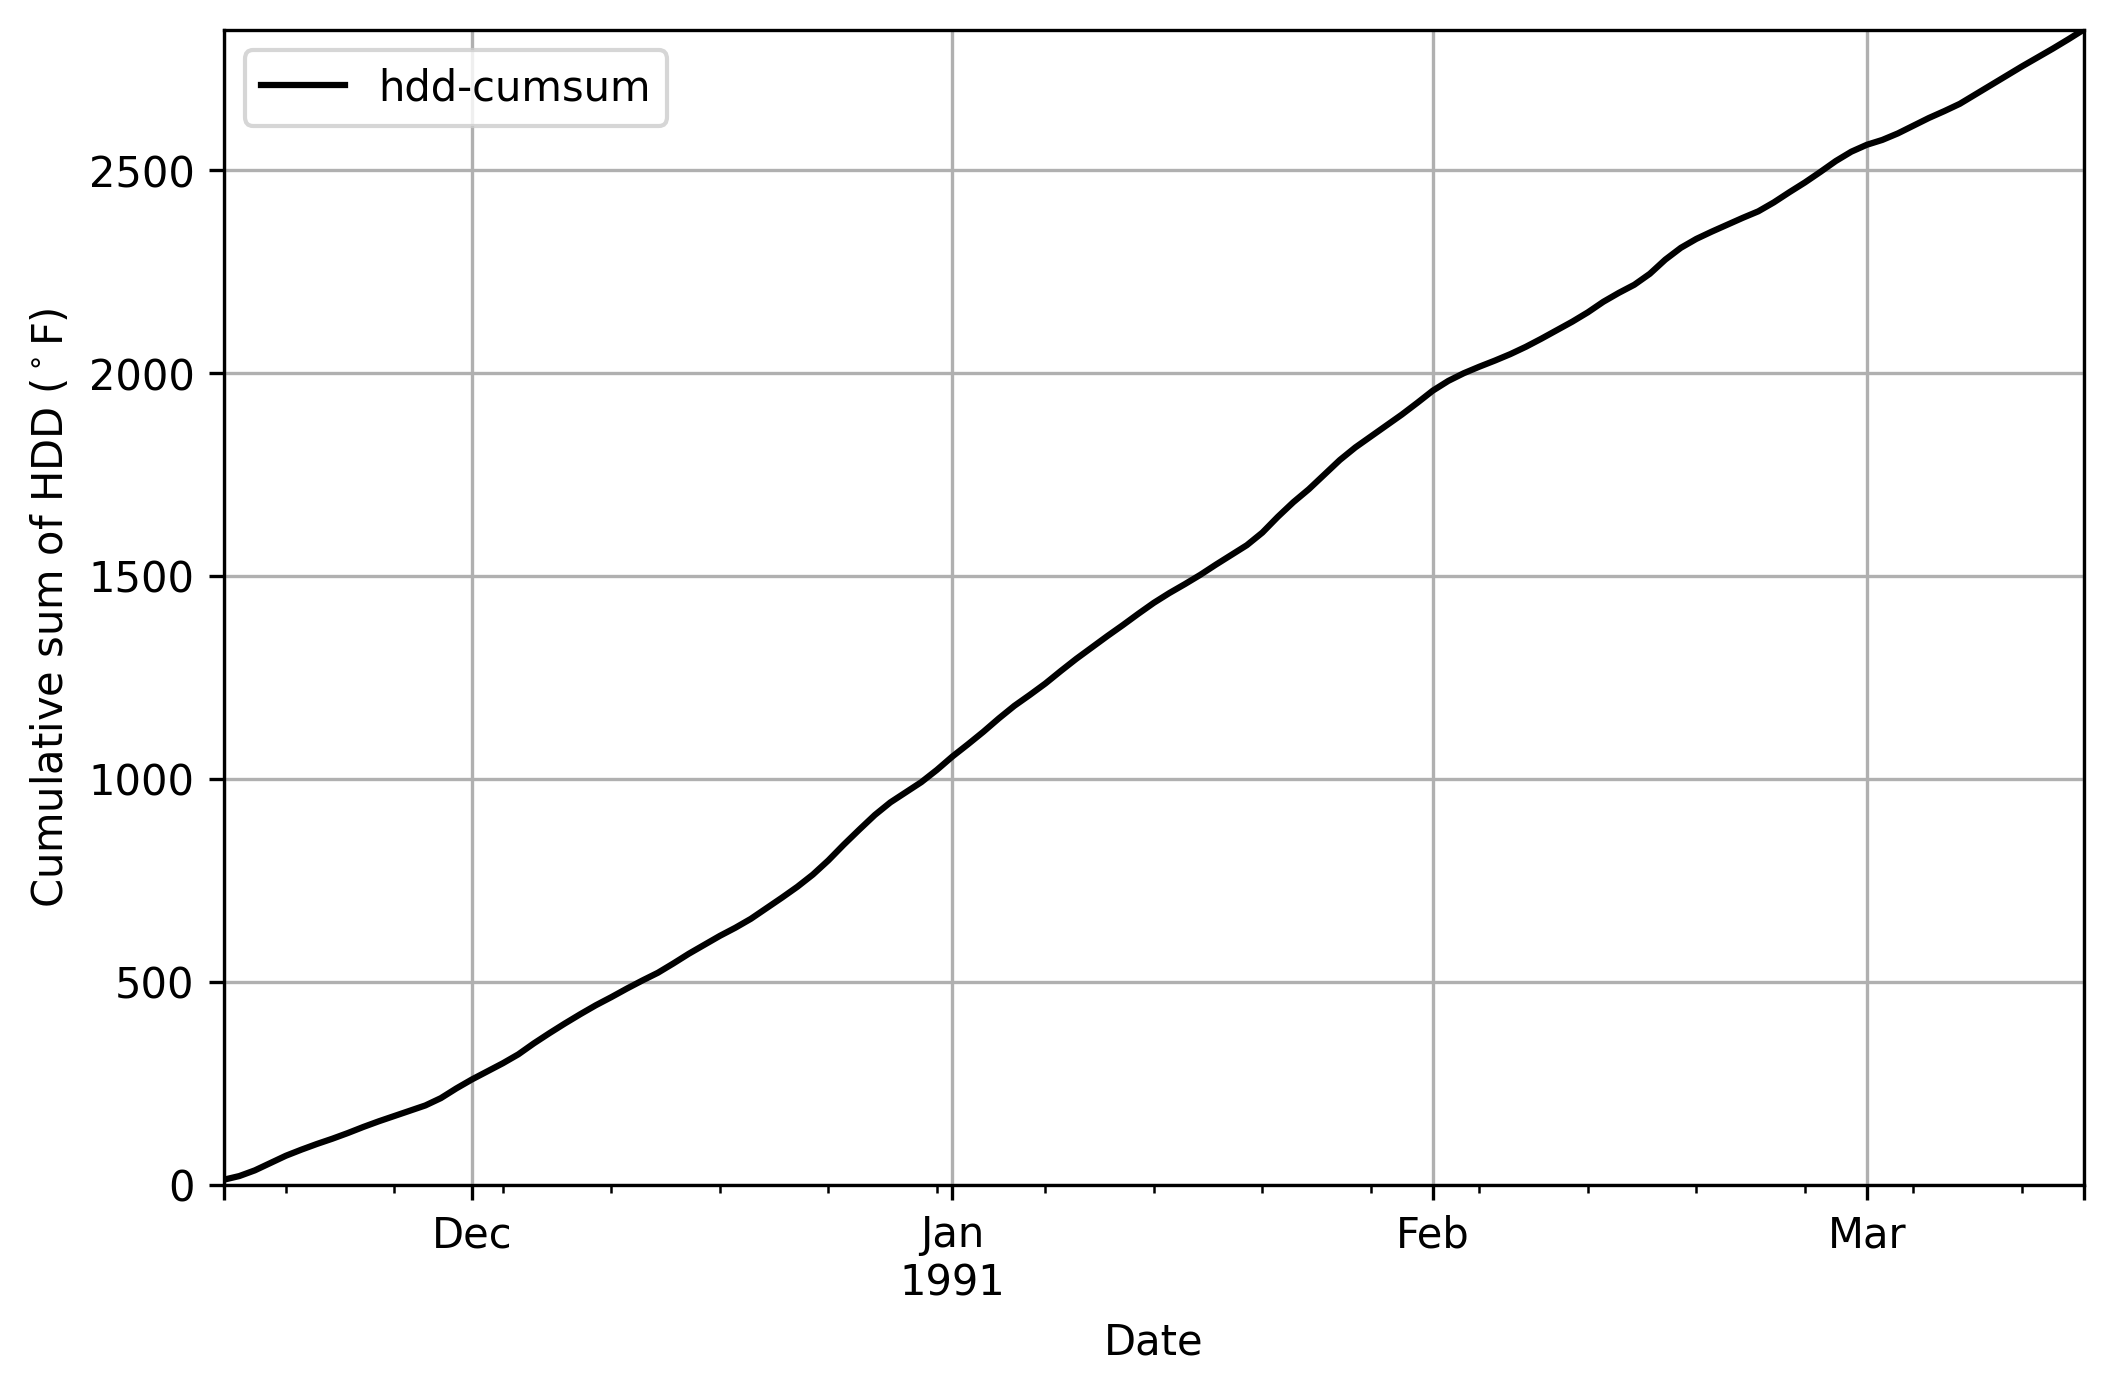 hdd-cumsum
Cumulative sum of HDD (°F)
2500
2000
1500
1000
500
0
Dec
Jan
1991
Feb
Mar
Date